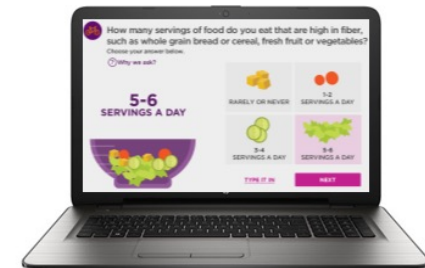 How many servings of food do you eat that are high in fiber,
such as whole grain bread or cereal, fresh fruit or vegetables?
Choose your answer below.
? Why we ask?
5-6
SERVINGS A DAY
RARELY OR NEVER
1-2
SERVINGS A DAY
3-4
SERVINGS A DAY
5-6
SERVINGS A DAY
TYPE IT IN
NEXT